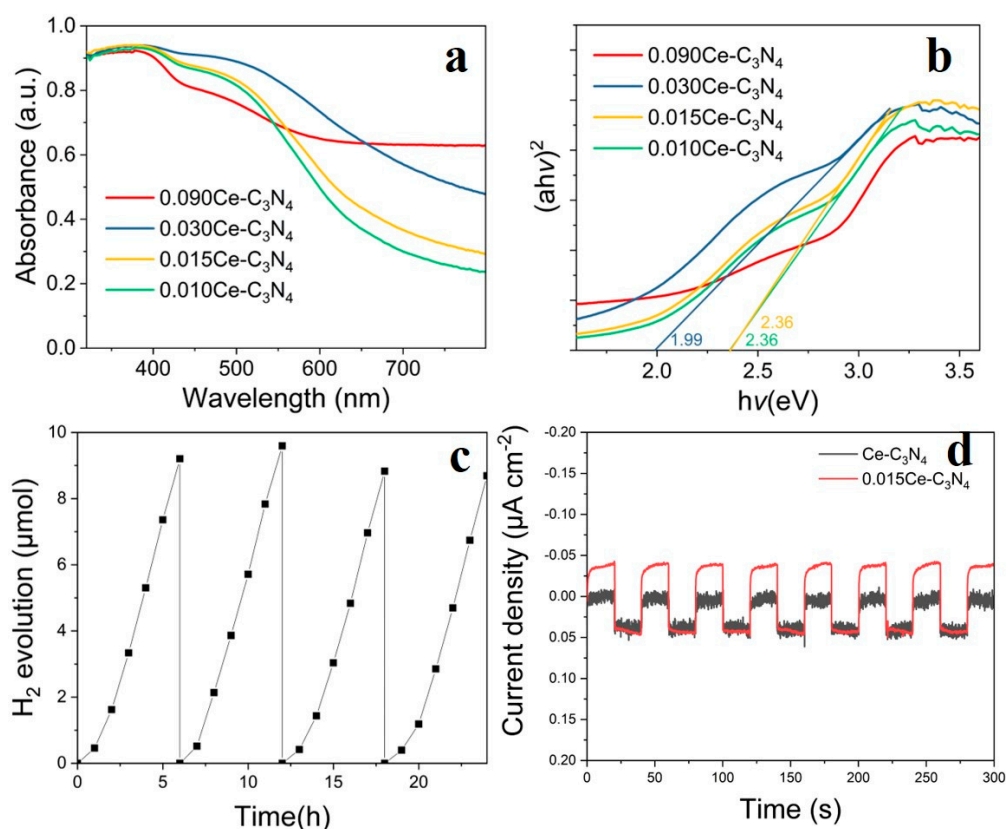 a
Absorbance (a.u.)
1.0
0.8
0.6
0.4
0.2
0.0
0.090Ce-C₃N₄
0.030Ce-C₃N₄
0.015Ce-C₃N₄
0.010Ce-C₃N₄
400 500 600 700
Wavelength (nm)
b
(ahν)²
0.090Ce-C₃N₄
0.030Ce-C₃N₄
0.015Ce-C₃N₄
0.010Ce-C₃N₄
1.99
2.36
2.36
2.0 2.5 3.0 3.5
hν(eV)
c
H₂ evolution (μmol)
10
8
6
4
2
0
0 5 10 15 20
Time(h)
d
Current density (μA cm⁻²)
-0.20
-0.15
-0.10
-0.05
0.00
0.05
0.10
0.15
0.20
Ce-C₃N₄
0.015Ce-C₃N₄
0 50 100 150 200 250 300
Time (s)